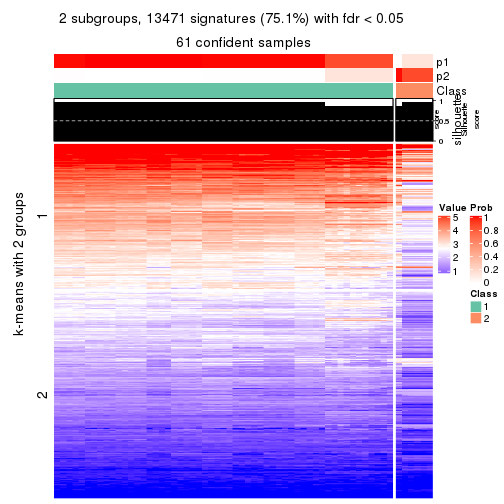 2 subgroups, 13471 signatures (75.1%) with fdr < 0.05
61 confident samples
p1
p2
Class
1
0.5
0
silhouette
score
Silhouette
score
k-means with 2 groups
1
2
Value
5
4
3
2
1
Prob
1
0.8
0.6
0.4
0.2
0
Class
1
2